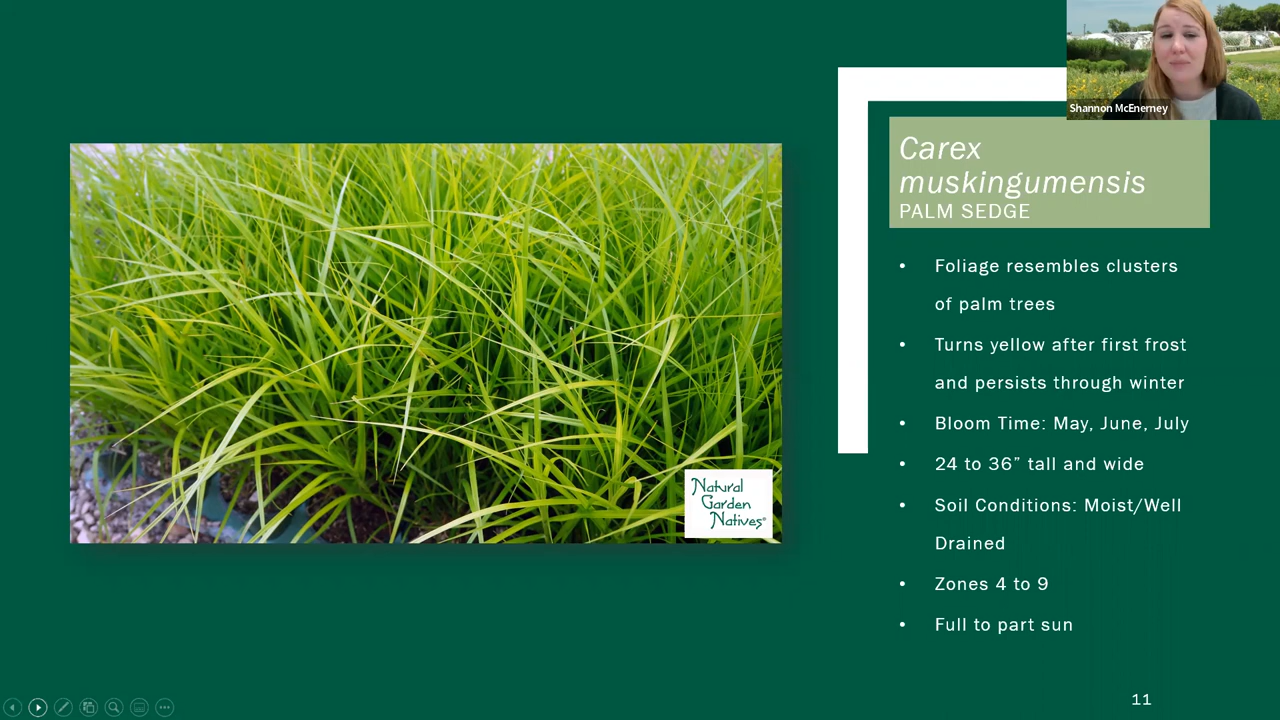 Shannon McEnerney
Carex
muskingumensis
PALM SEDGE
• Foliage resembles clusters
of palm trees
• Turns yellow after first frost
and persists through winter
• Bloom Time: May, June, July
• 24 to 36” tall and wide
• Soil Conditions: Moist/Well
Drained
• Zones 4 to 9
• Full to part sun
Natural
Garden
Natives®
11